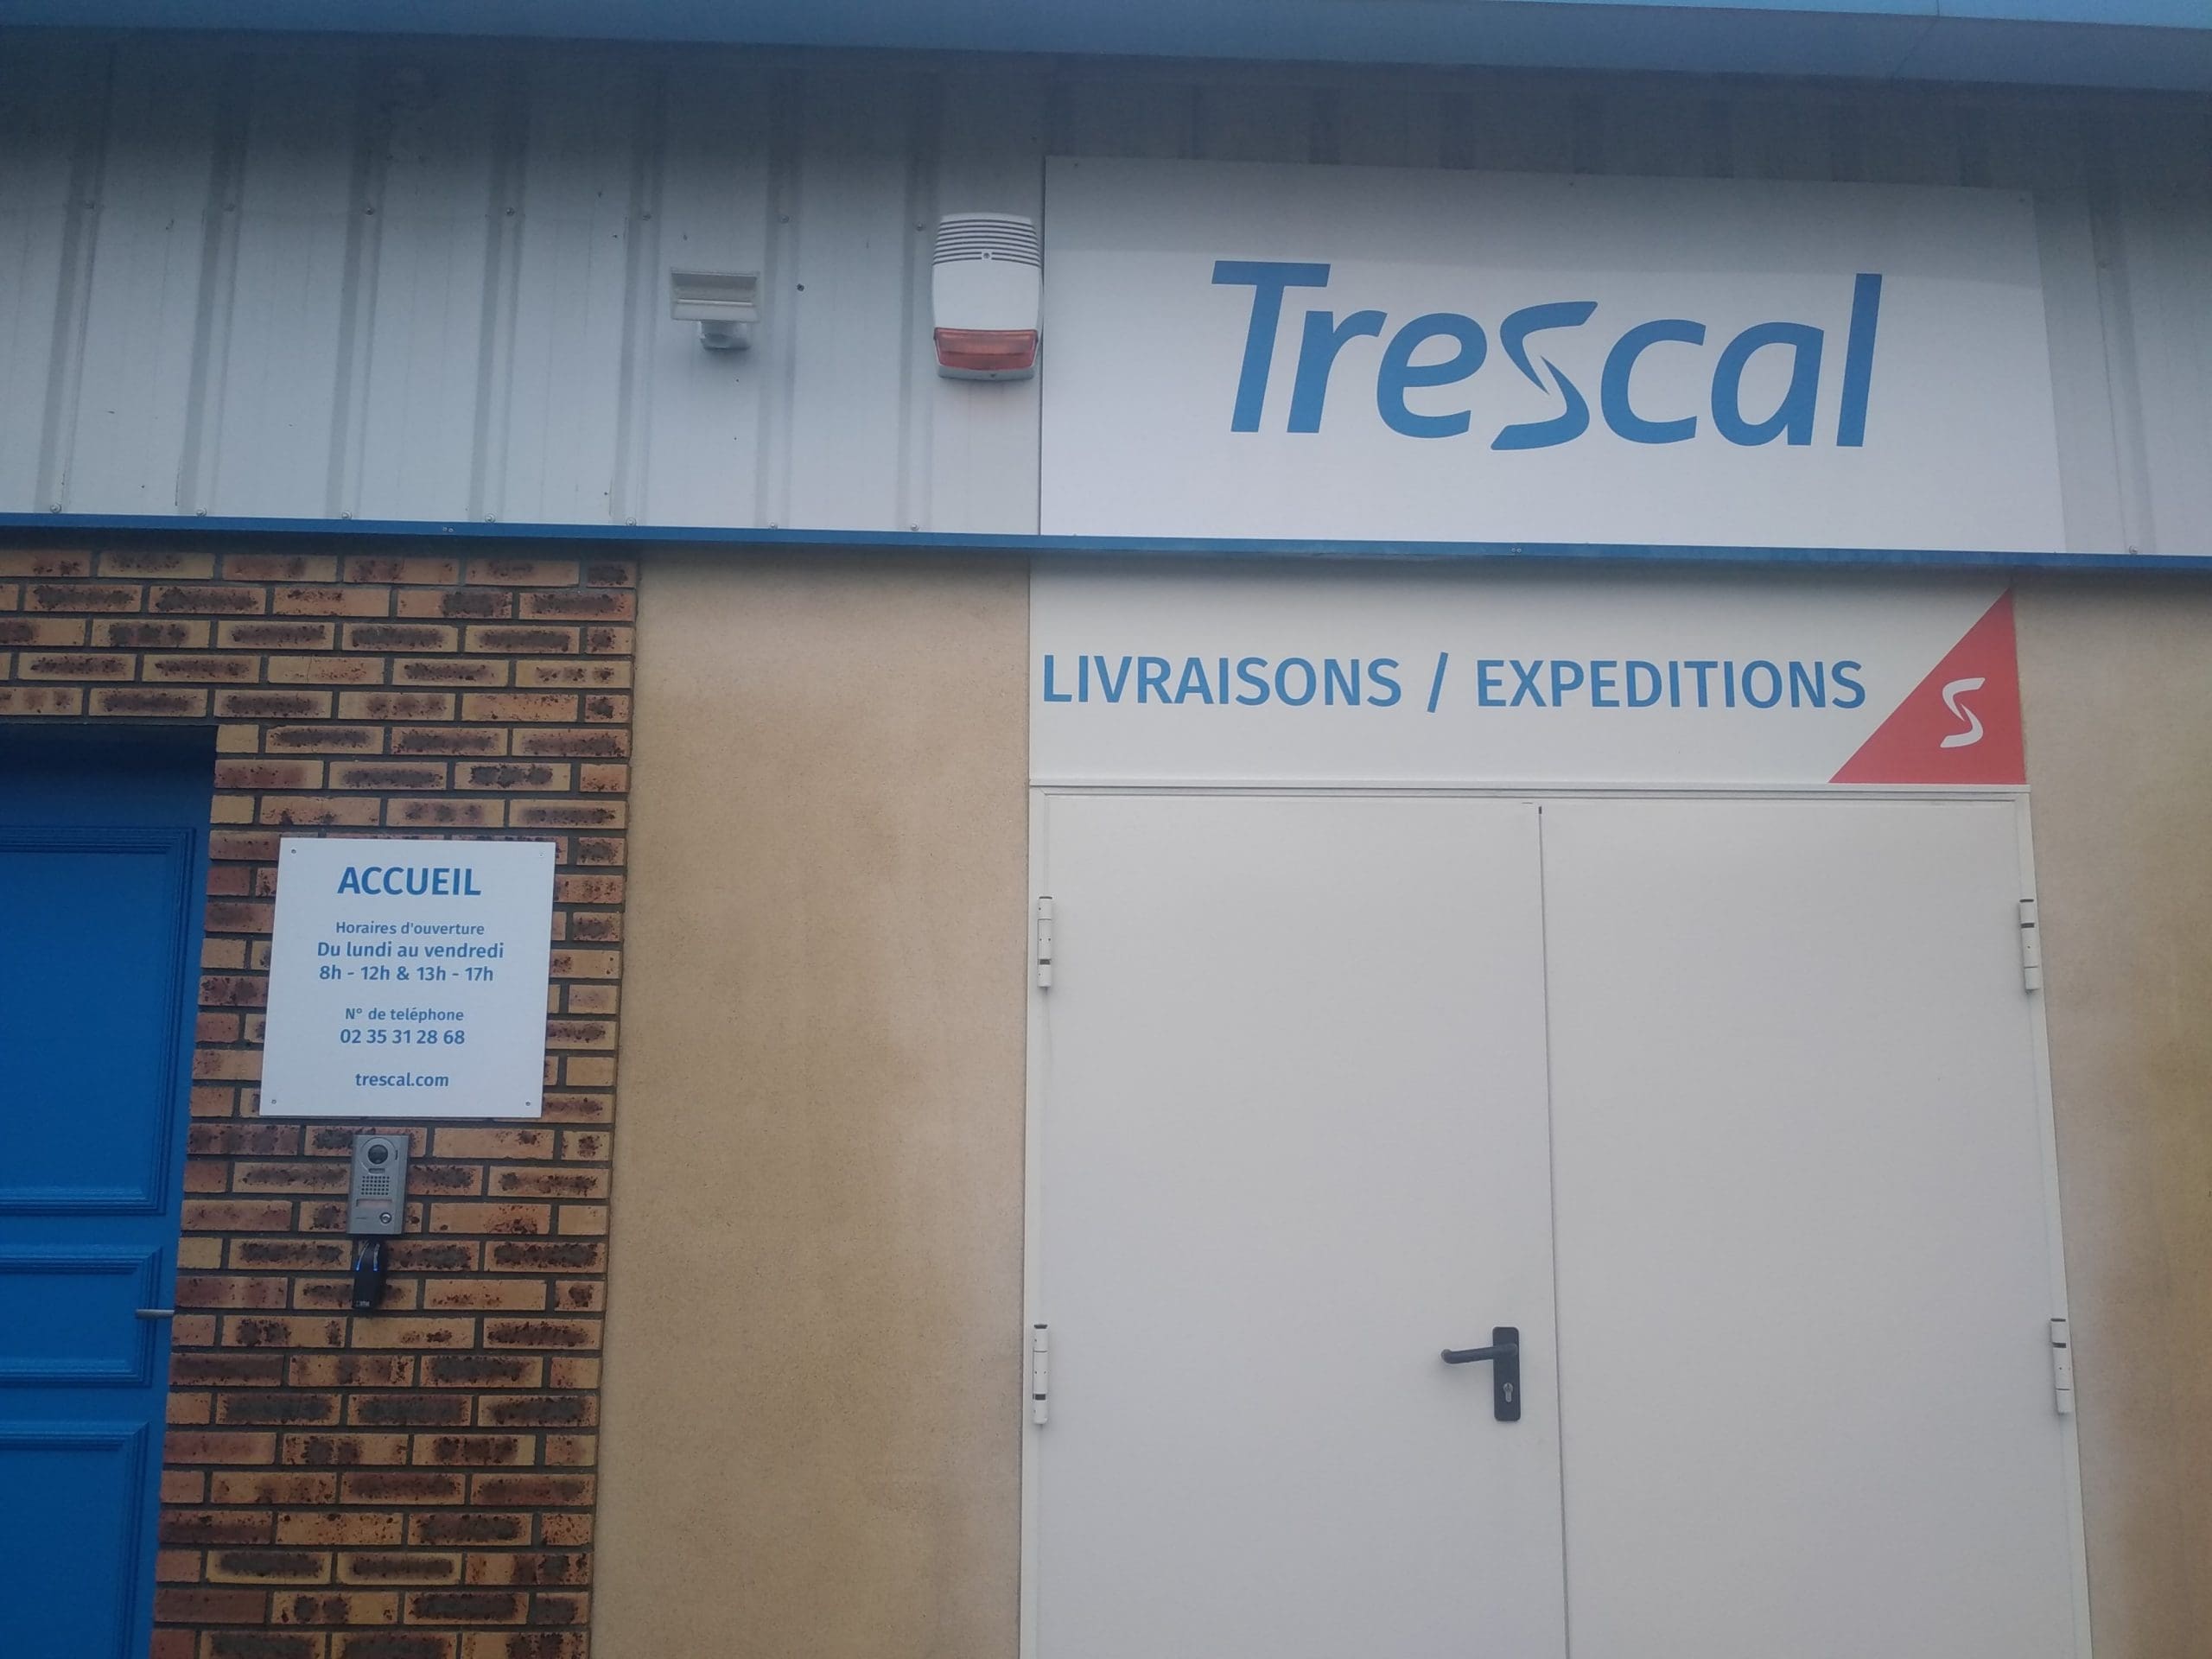 Trescal
LIVRAISONS / EXPEDITIONS
ACCUEIL
Horaires d'ouverture
Du lundi au vendredi
8h - 12h & 13h - 17h
N° de teléphone
02 35 31 28 68
trescal.com